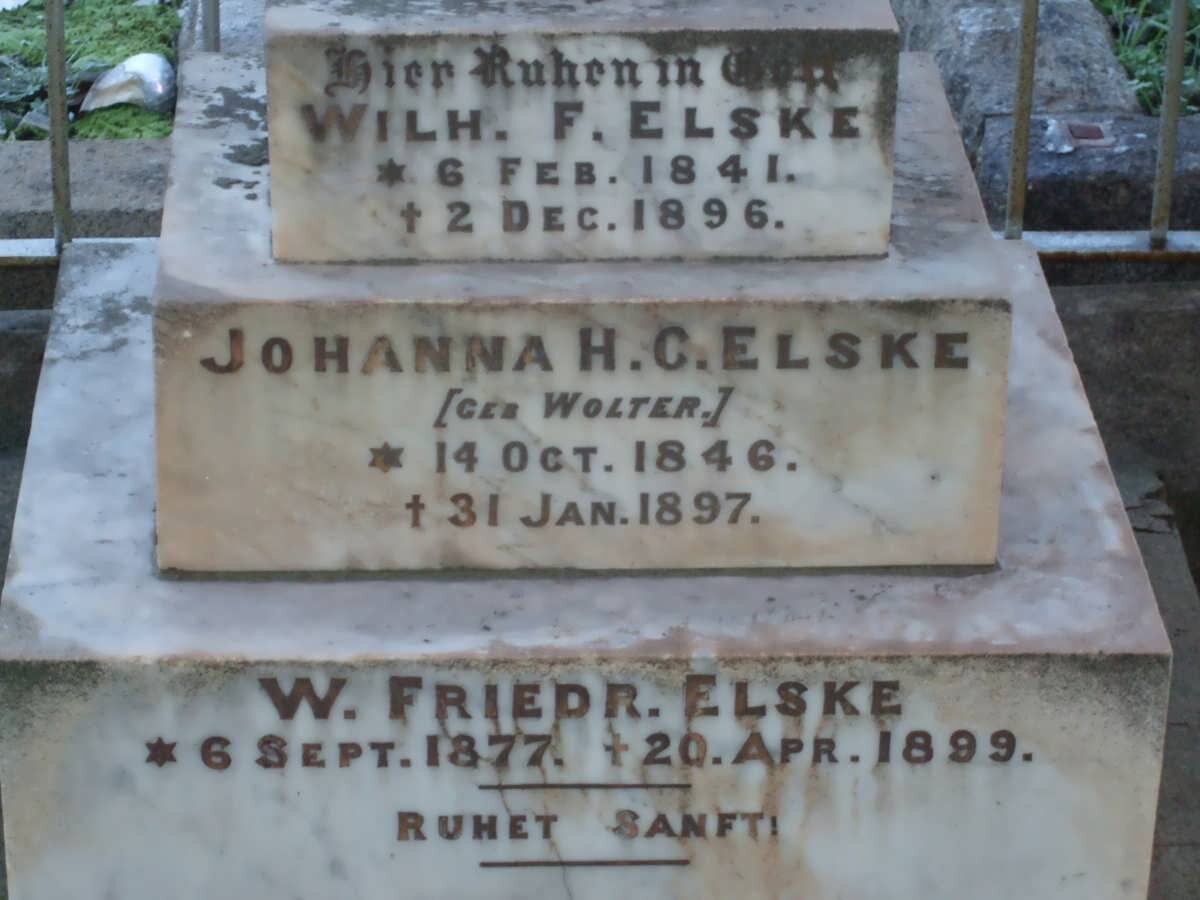 Hier Ruhen in Gott
WILH. F. ELSKE
* 6 FEB. 1841.
† 2 DEC. 1896.
JOHANNA H. C. ELSKE
[GEB WOLTER.]
* 14 OCT. 1846.
† 31 JAN. 1897.
W. FRIEDR. ELSKE
* 6 SEPT. 1877. † 20. APR. 1899.
RUHET SANFT!